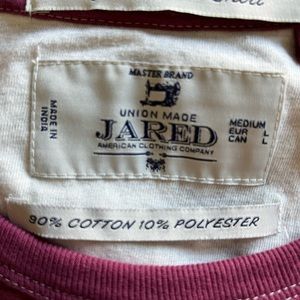 MASTER BRAND
UNION MADE
JARED
AMERICAN CLOTHING COMPANY
MADE IN
INDIA
MEDIUM
EUR L
CAN L
90% COTTON 10% POLYESTER